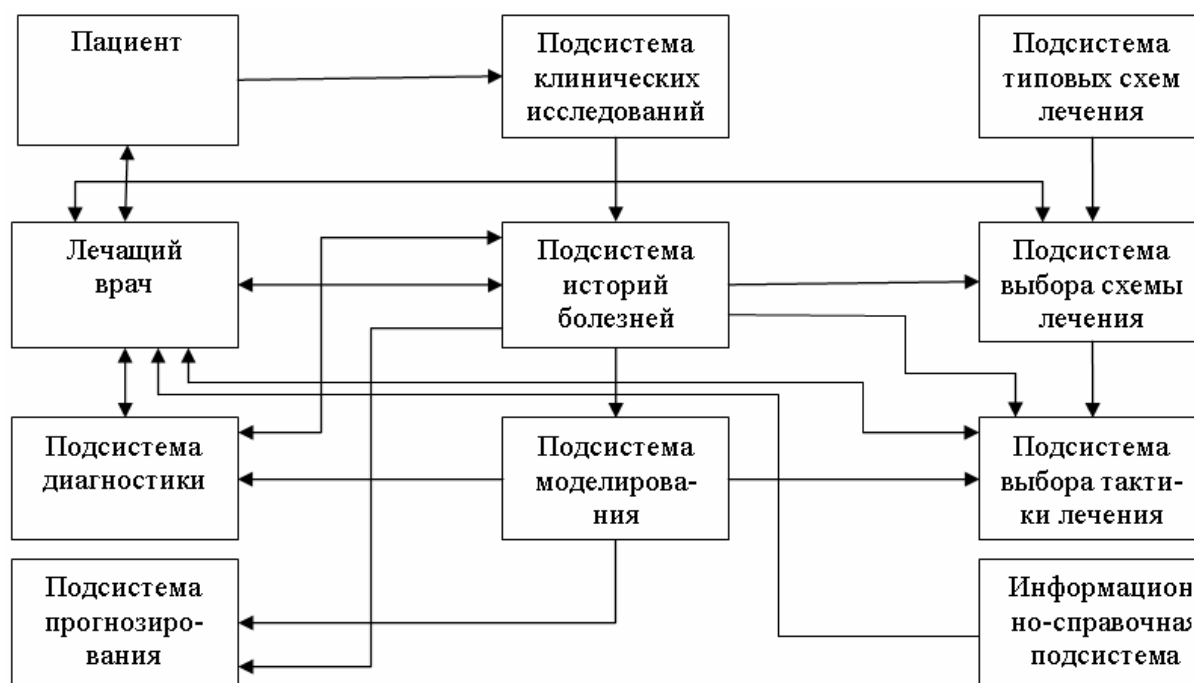 Пациент
Подсистема
клинических
исследований
Подсистема
типовых схем
лечения
Лечащий
врач
Подсистема
историй
болезней
Подсистема
выбора схемы
лечения
Подсистема
диагностики
Подсистема
моделирова-
ния
Подсистема
выбора такти-
ки лечения
Подсистема
прогнозиро-
вания
Информацион
но-справочная
подсистема